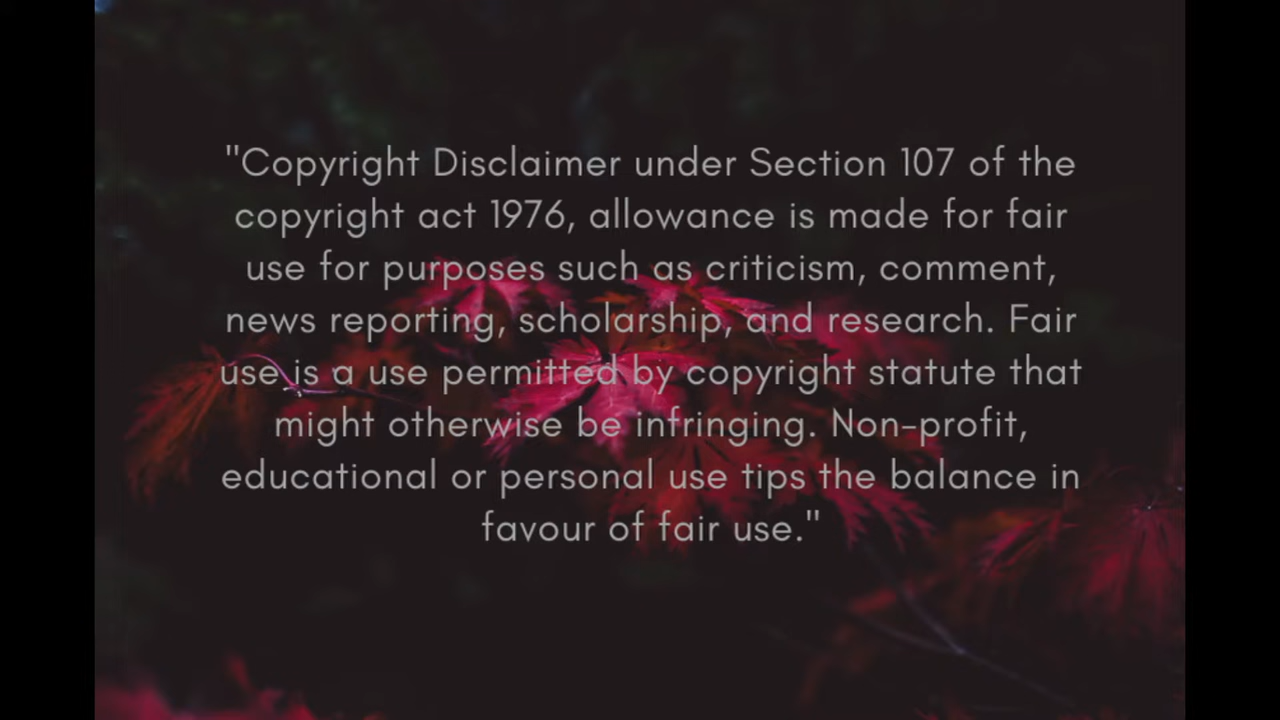 "Copyright Disclaimer under Section 107 of the
copyright act 1976, allowance is made for fair
use for purposes such as criticism, comment,
news reporting, scholarship, and research. Fair
use is a use permitted by copyright statute that
might otherwise be infringing. Non-profit,
educational or personal use tips the balance in
favour of fair use."